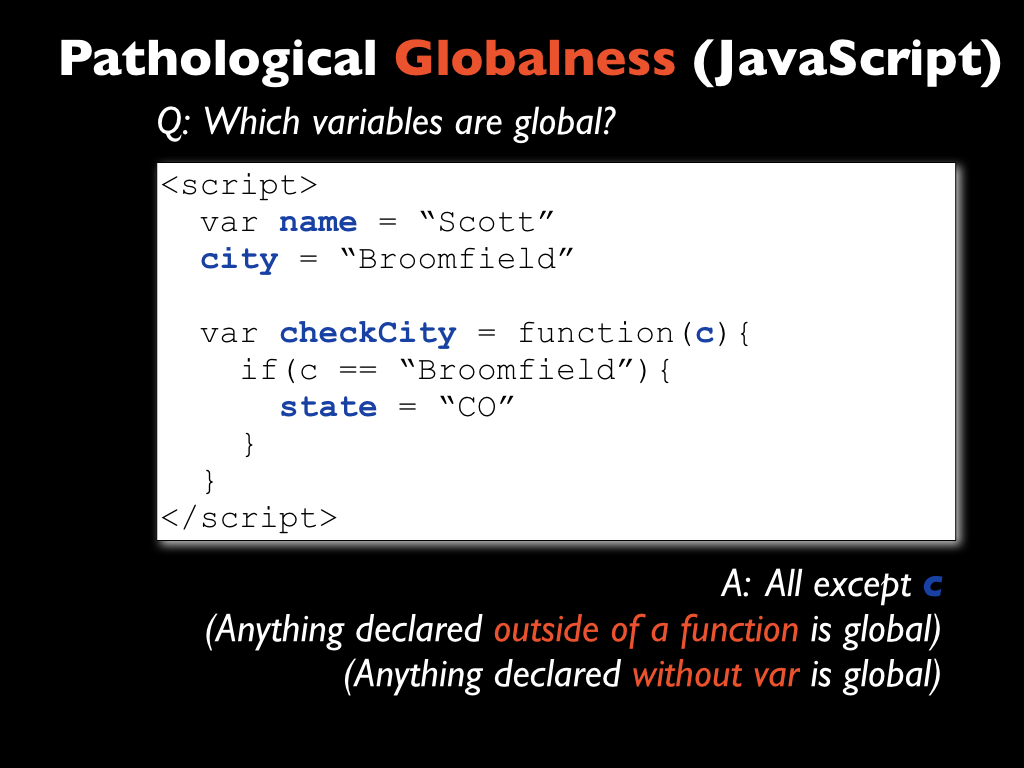 Pathological Globalness (JavaScript)
Q: Which variables are global?
<script>
  var name = “Scott”
  city = “Broomfield”

  var checkCity = function(c){
    if(c == “Broomfield”){
      state = “CO”
    }
  }
</script>
A: All except c
(Anything declared outside of a function is global)
(Anything declared without var is global)